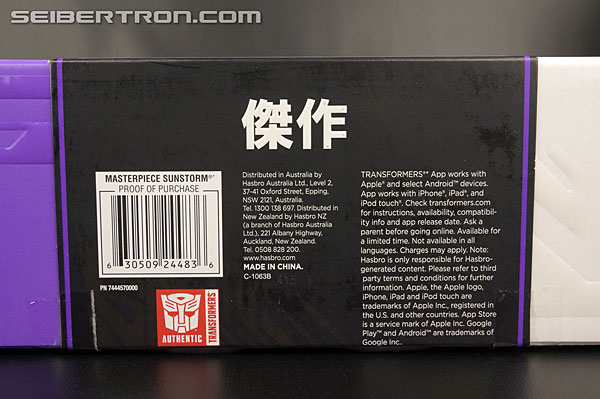 SEIBERTRON.COM
傑作
MASTERPIECE SUNSTORM®'
PROOF OF PURCHASE
6 30509 24483 6
PN 7444570000
AUTHENTIC
TRANSFORMERS
Distributed in Australia by
Hasbro Australia Ltd., Level 2,
37-41 Oxford Street, Epping,
NSW 2121, Australia.
Tel. 1300 138 697. Distributed in
New Zealand by Hasbro NZ
(a branch of Hasbro Australia
Ltd.), 221 Albany Highway,
Auckland, New Zealand.
Tel. 0508 828 200.
www.hasbro.com
MADE IN CHINA.
C-1063B
TRANSFORMERS™ App works with
Apple® and select Android™ devices.
App works with iPhone®, iPad®, and
iPod touch®. Check transformers.com
for instructions, availability, compatibil-
ity info and app release date. Ask a
parent before going online. Available for
a limited time. Not available in all
languages. Charges may apply. Note:
Hasbro is only responsible for Hasbro-
generated content. Please refer to third
party terms and conditions for further
information. Apple, the Apple logo,
iPhone, iPad and iPod touch are
trademarks of Apple Inc., registered in
the U.S. and other countries. App Store
is a service mark of Apple Inc. Google
Play™ and Android™ are trademarks of
Google Inc..